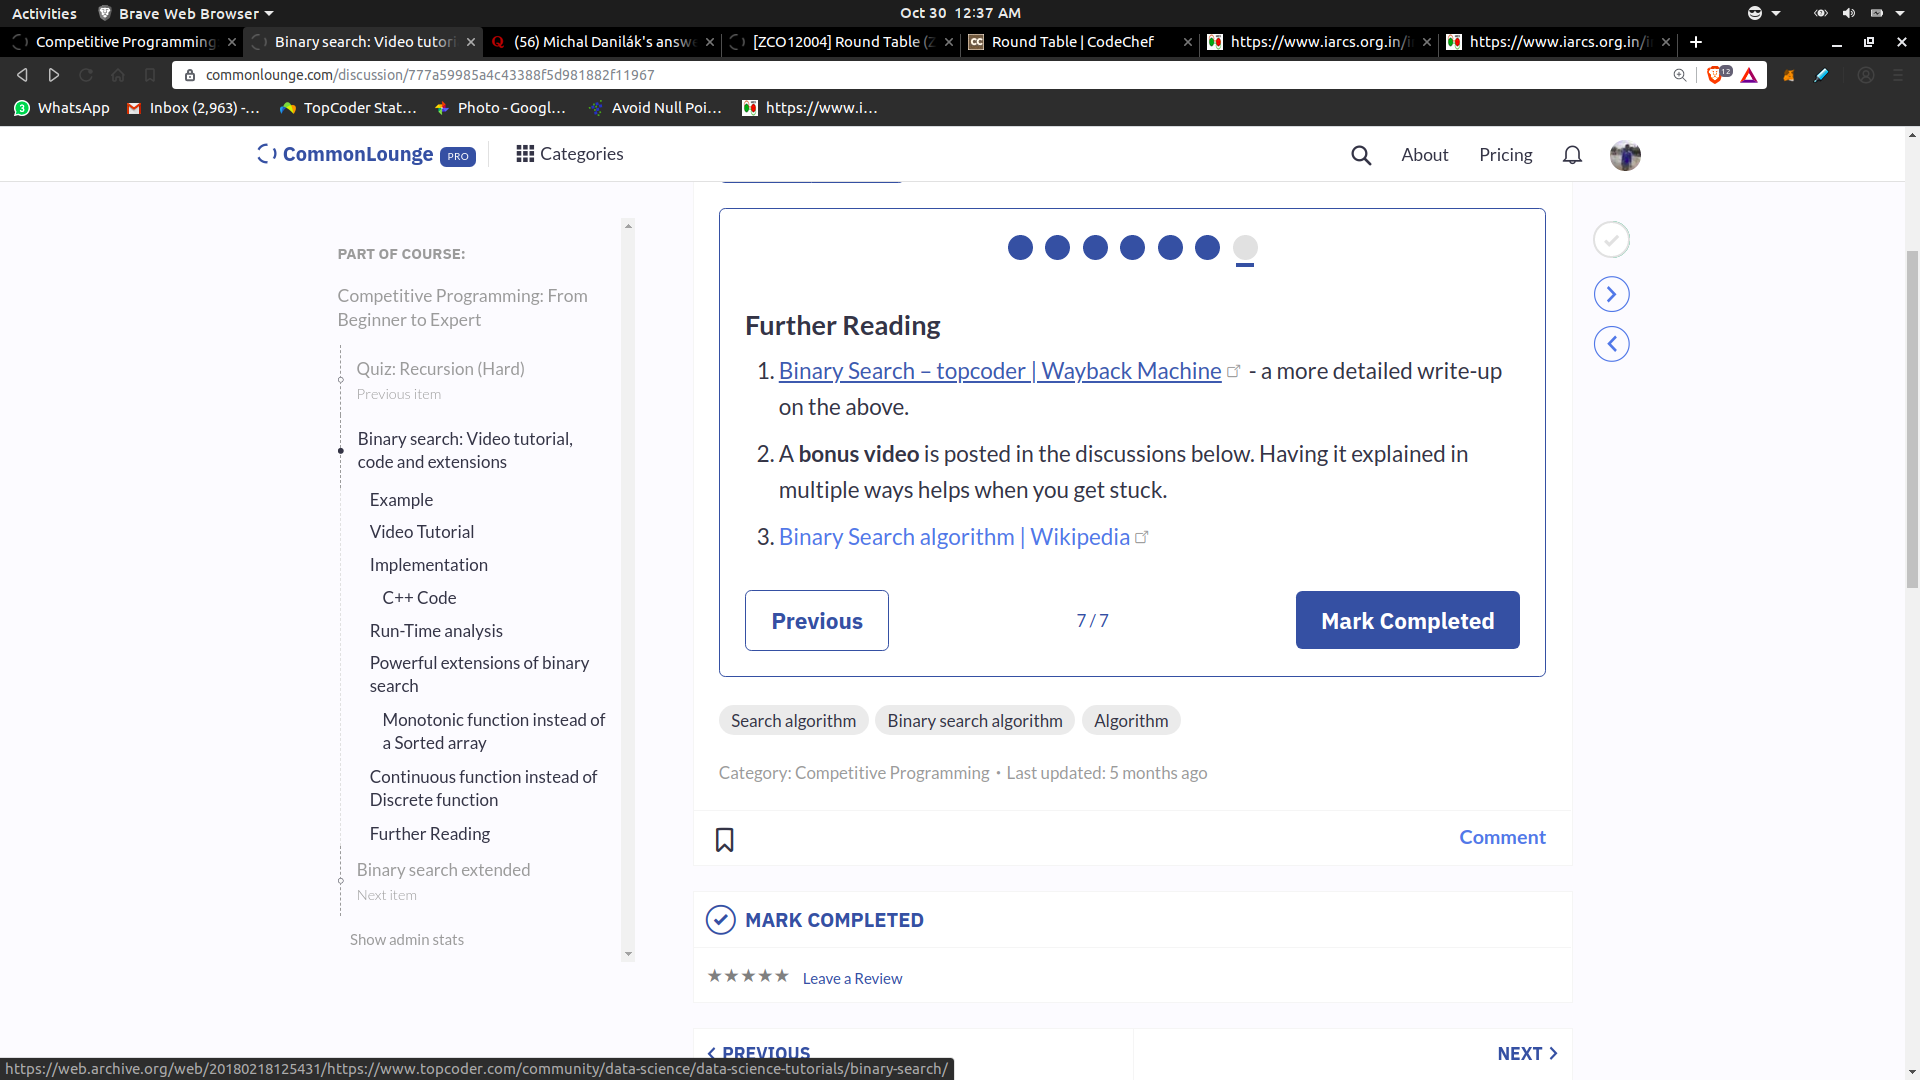 Activities
Brave Web Browser
Oct 30 12:37 AM
Competitive Programming
Binary search: Video tutori
(56) Michal Danilák's answ
[ZCO12004] Round Table (Z
Round Table | CodeChef
https://www.iarcs.org.in/i
https://www.iarcs.org.in/i
commonlounge.com/discussion/777a59985a4c43388f5d981882f11967
12
WhatsApp
Inbox (2,963) -...
TopCoder Stat...
Photo - Googl...
Avoid Null Poi...
https://www.i...
CommonLounge PRO
Categories
About
Pricing
PART OF COURSE:
Competitive Programming: From
Beginner to Expert
Quiz: Recursion (Hard)
Previous item
Binary search: Video tutorial,
code and extensions
Example
Video Tutorial
Implementation
C++ Code
Run-Time analysis
Powerful extensions of binary
search
Monotonic function instead of
a Sorted array
Continuous function instead of
Discrete function
Further Reading
Binary search extended
Next item
Show admin stats
Further Reading
1. Binary Search – topcoder | Wayback Machine - a more detailed write-up
on the above.
2. A bonus video is posted in the discussions below. Having it explained in
multiple ways helps when you get stuck.
3. Binary Search algorithm | Wikipedia
Previous
7 / 7
Mark Completed
Search algorithm
Binary search algorithm
Algorithm
Category: Competitive Programming • Last updated: 5 months ago
Comment
MARK COMPLETED
Leave a Review
PREVIOUS
NEXT
https://web.archive.org/web/20180218125431/https://www.topcoder.com/community/data-science/data-science-tutorials/binary-search/